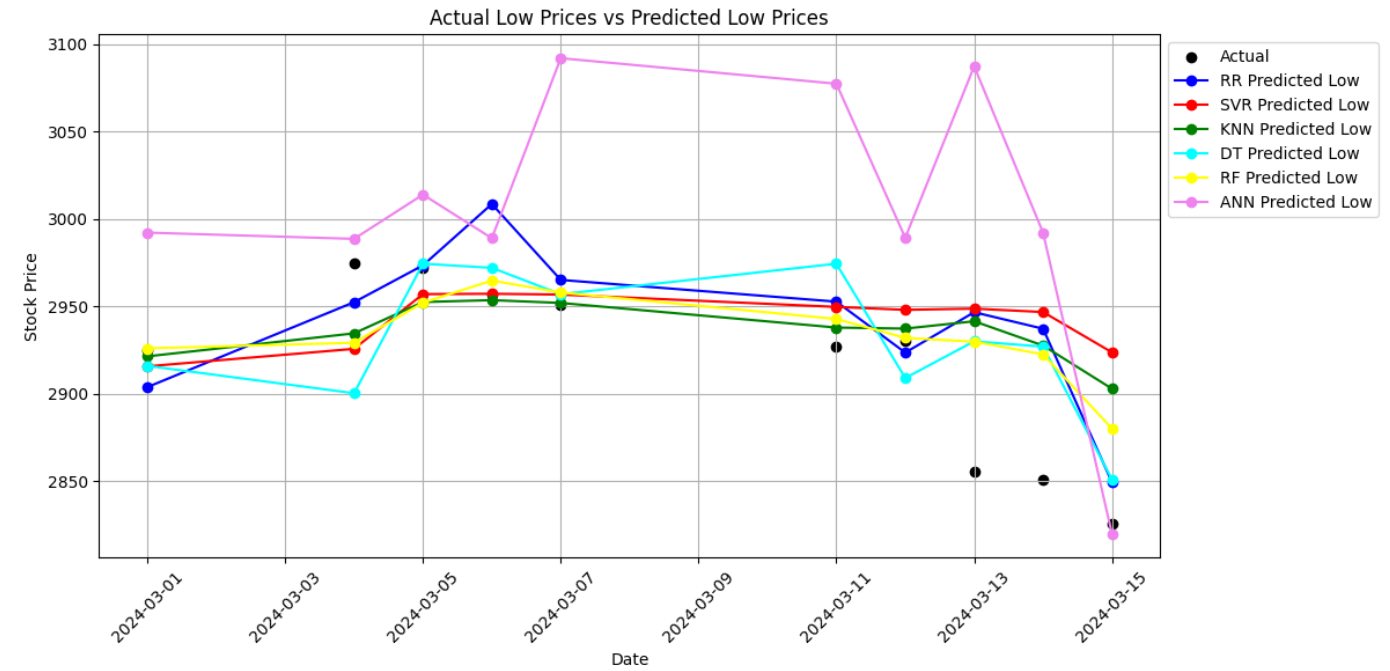 Actual Low Prices vs Predicted Low Prices
Stock Price
3100
3050
3000
2950
2900
2850
2024-03-01
2024-03-03
2024-03-05
2024-03-07
2024-03-09
2024-03-11
2024-03-13
2024-03-15
Date
Actual
RR Predicted Low
SVR Predicted Low
KNN Predicted Low
DT Predicted Low
RF Predicted Low
ANN Predicted Low